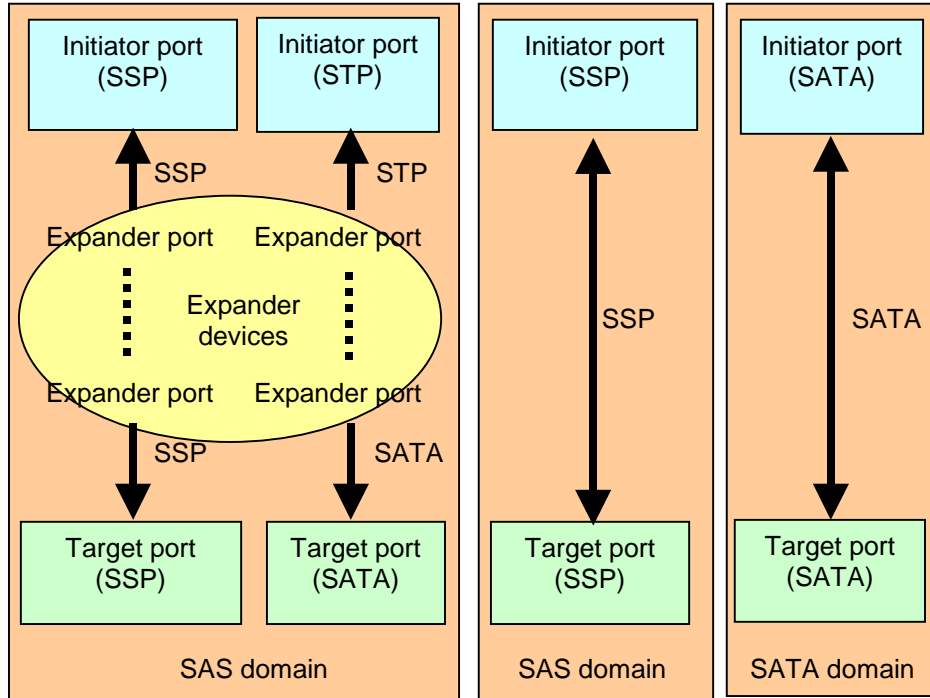 Initiator port
(SSP)
Initiator port
(STP)
SSP
STP
Expander port
Expander port
Expander
devices
Expander port
Expander port
SSP
SATA
Target port
(SSP)
Target port
(SATA)
SAS domain
Initiator port
(SSP)
SSP
Target port
(SSP)
SAS domain
Initiator port
(SATA)
SATA
Target port
(SATA)
SATA domain